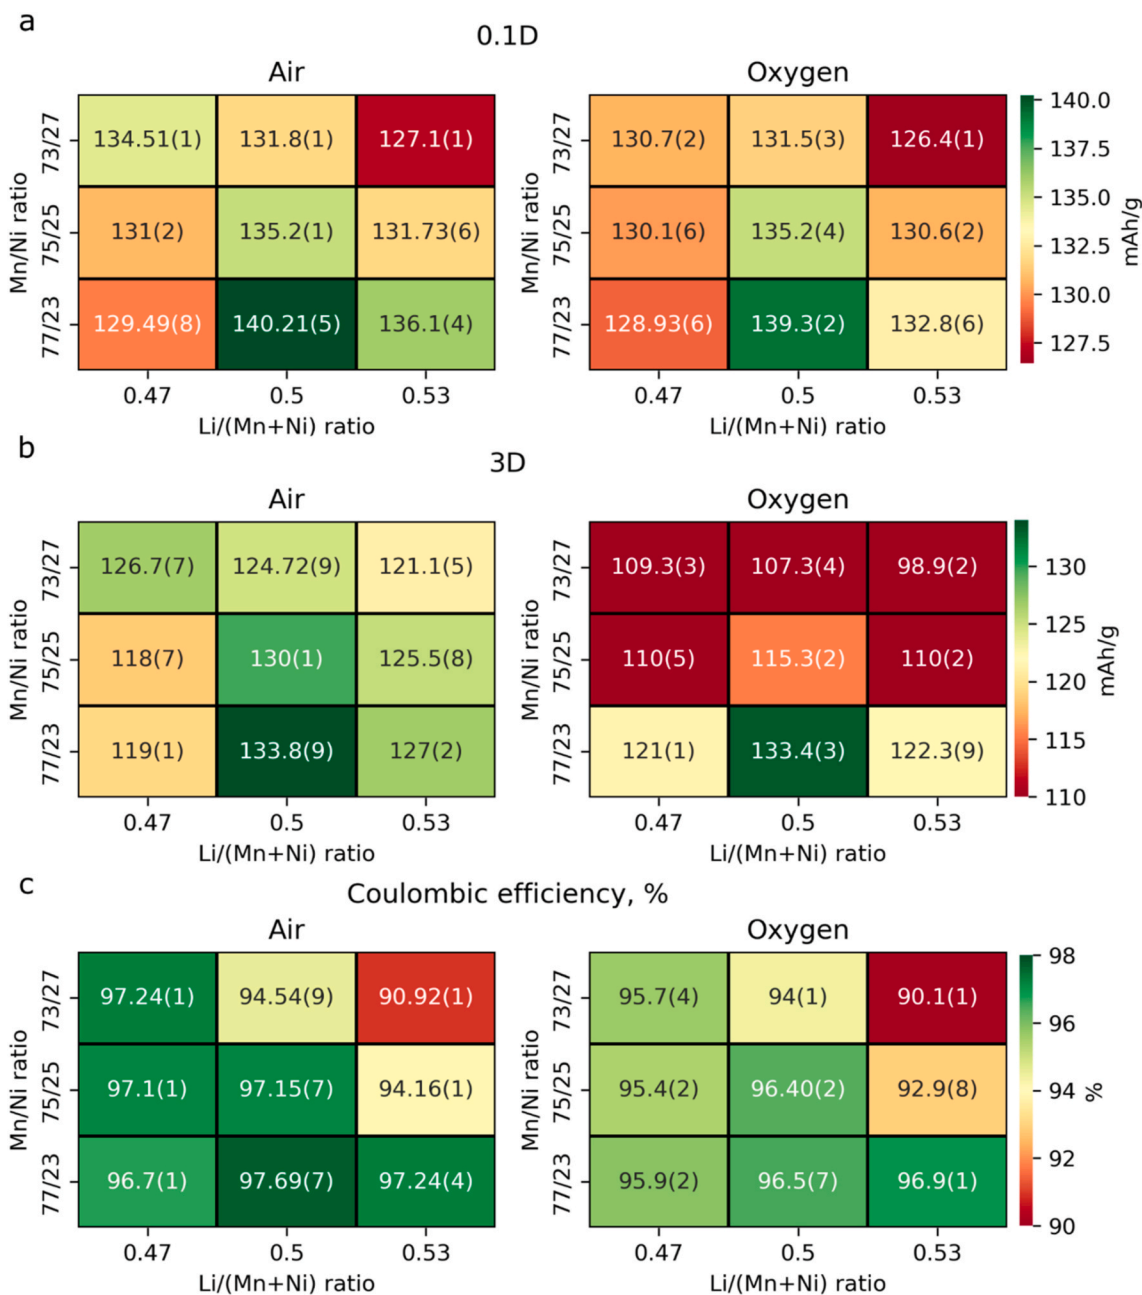 a
0.1D
Air
Oxygen
Mn/Ni ratio
73/27
134.51(1) 131.8(1) 127.1(1)
75/25
131(2) 135.2(1) 131.73(6)
77/23
129.49(8) 140.21(5) 136.1(4)
0.47 0.5 0.53
Li/(Mn+Ni) ratio
Mn/Ni ratio
73/27
130.7(2) 131.5(3) 126.4(1)
75/25
130.1(6) 135.2(4) 130.6(2)
77/23
128.93(6) 139.3(2) 132.8(6)
0.47 0.5 0.53
Li/(Mn+Ni) ratio
140.0
137.5
135.0
132.5
130.0
127.5
mAh/g
b
3D
Air
Oxygen
Mn/Ni ratio
73/27
126.7(7) 124.72(9) 121.1(5)
75/25
118(7) 130(1) 125.5(8)
77/23
119(1) 133.8(9) 127(2)
0.47 0.5 0.53
Li/(Mn+Ni) ratio
Mn/Ni ratio
73/27
109.3(3) 107.3(4) 98.9(2)
75/25
110(5) 115.3(2) 110(2)
77/23
121(1) 133.4(3) 122.3(9)
0.47 0.5 0.53
Li/(Mn+Ni) ratio
130
125
120
115
110
mAh/g
c
Coulombic efficiency, %
Air
Oxygen
Mn/Ni ratio
73/27
97.24(1) 94.54(9) 90.92(1)
75/25
97.1(1) 97.15(7) 94.16(1)
77/23
96.7(1) 97.69(7) 97.24(4)
0.47 0.5 0.53
Li/(Mn+Ni) ratio
Mn/Ni ratio
73/27
95.7(4) 94(1) 90.1(1)
75/25
95.4(2) 96.40(2) 92.9(8)
77/23
95.9(2) 96.5(7) 96.9(1)
0.47 0.5 0.53
Li/(Mn+Ni) ratio
98
96
94
92
90
%